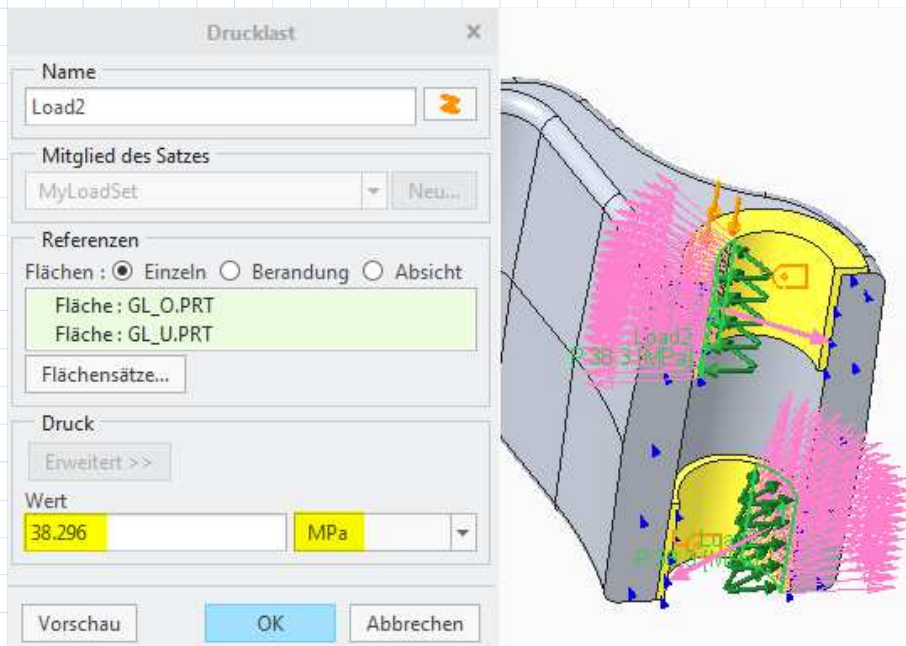 Drucklast
Name
Load2
Mitglied des Satzes
MyLoadSet
Neu...
Referenzen
Flächen : Einzeln Berandung Absicht
Fläche : GL_O.PRT
Fläche : GL_U.PRT
Flächensätze...
Druck
Erweitert >>
Wert
38.296 MPa
Vorschau OK Abbrechen
Load2